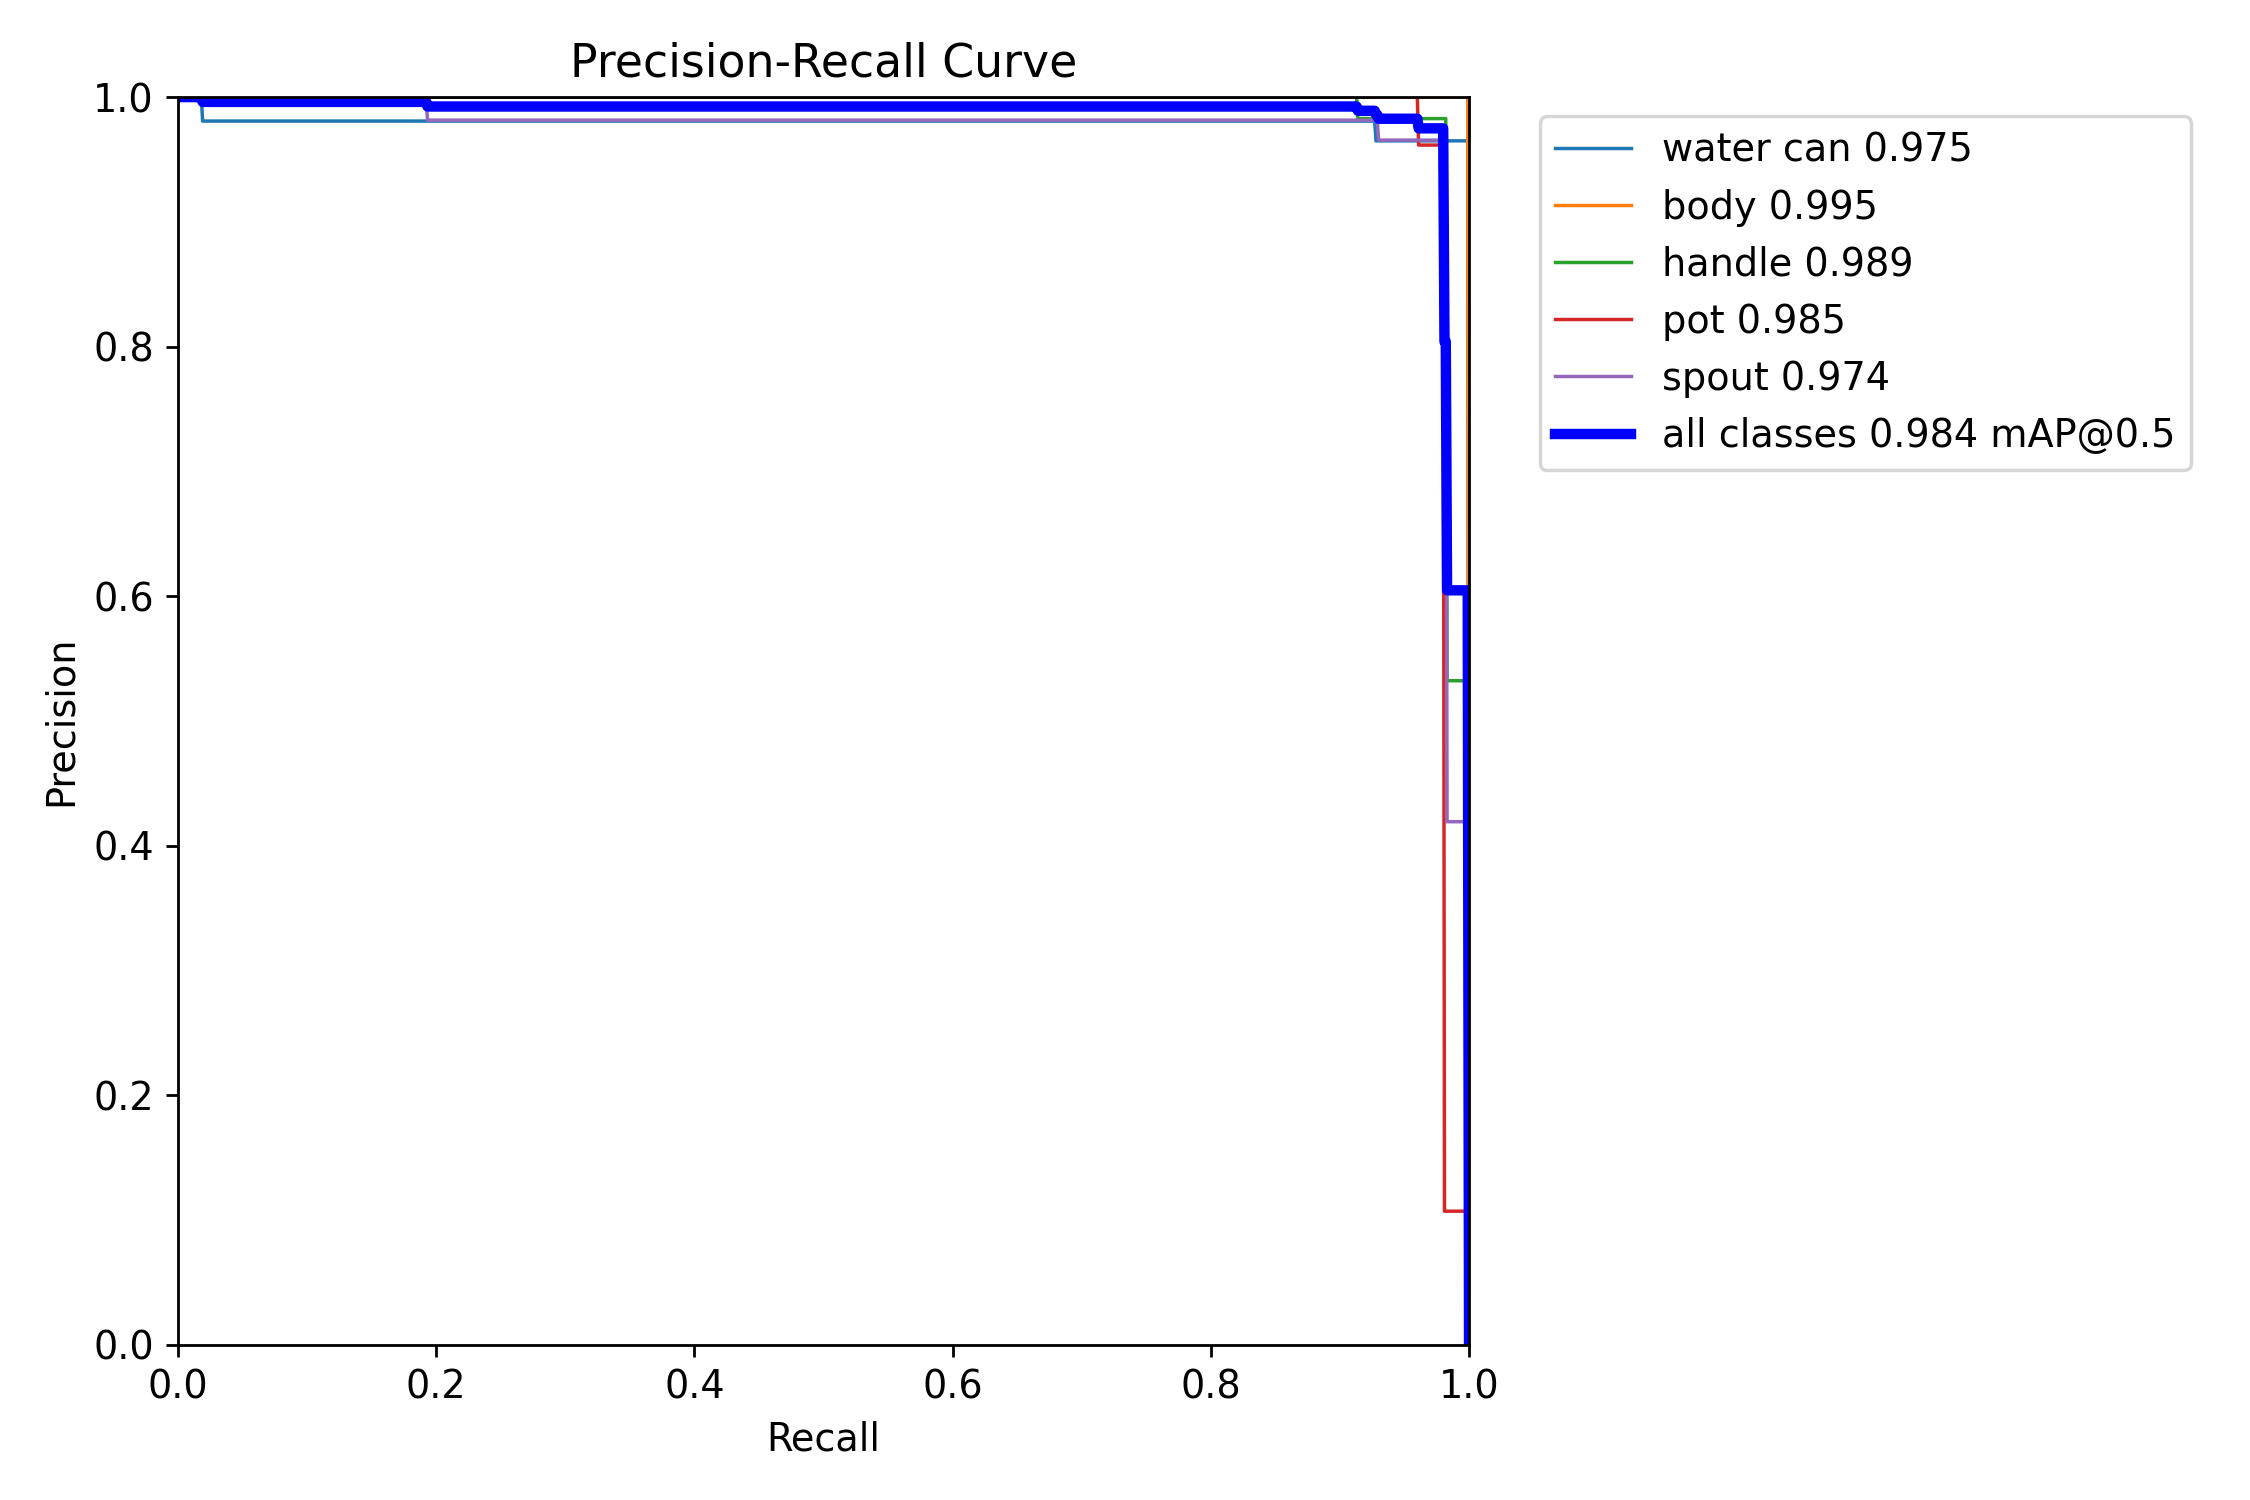 Precision-Recall Curve
1.0
0.8
0.6
0.4
0.2
0.0
Precision
0.0 0.2 0.4 0.6 0.8 1.0
Recall
water can 0.975
body 0.995
handle 0.989
pot 0.985
spout 0.974
all classes 0.984 mAP@0.5